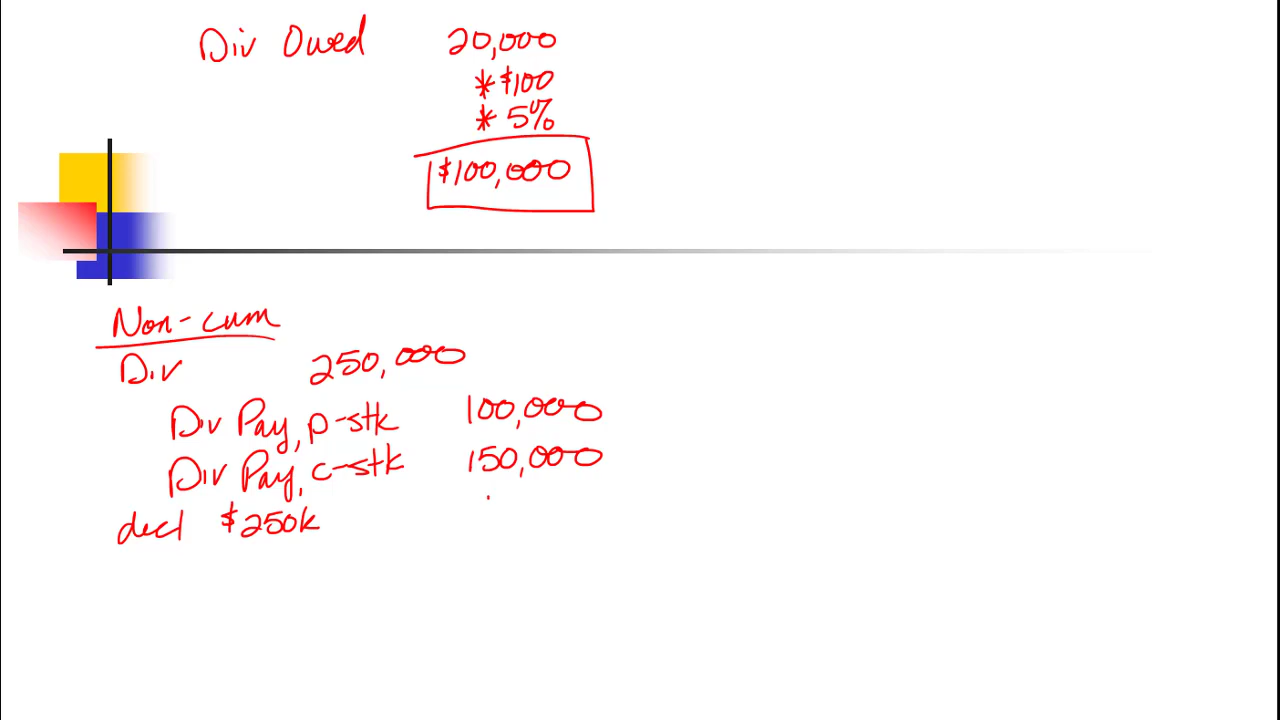 Div Owed 20,000
* $100
* 5%
$100,000
Non-cum
Div 250,000
Div Pay, p-stk 100,000
Div Pay, c-stk 150,000
decl $250k